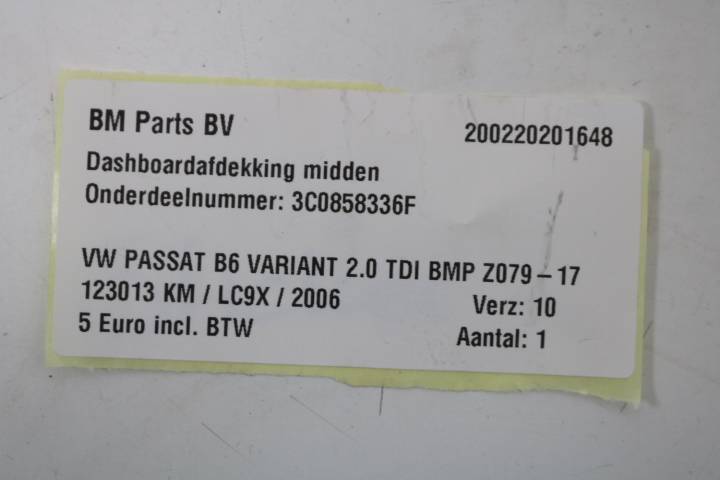 BM Parts BV 200220201648
Dashboardafdekking midden
Onderdeelnummer: 3C0858336F
VW PASSAT B6 VARIANT 2.0 TDI BMP Z079-17
123013 KM / LC9X / 2006 Verz: 10
5 Euro incl. BTW Aantal: 1